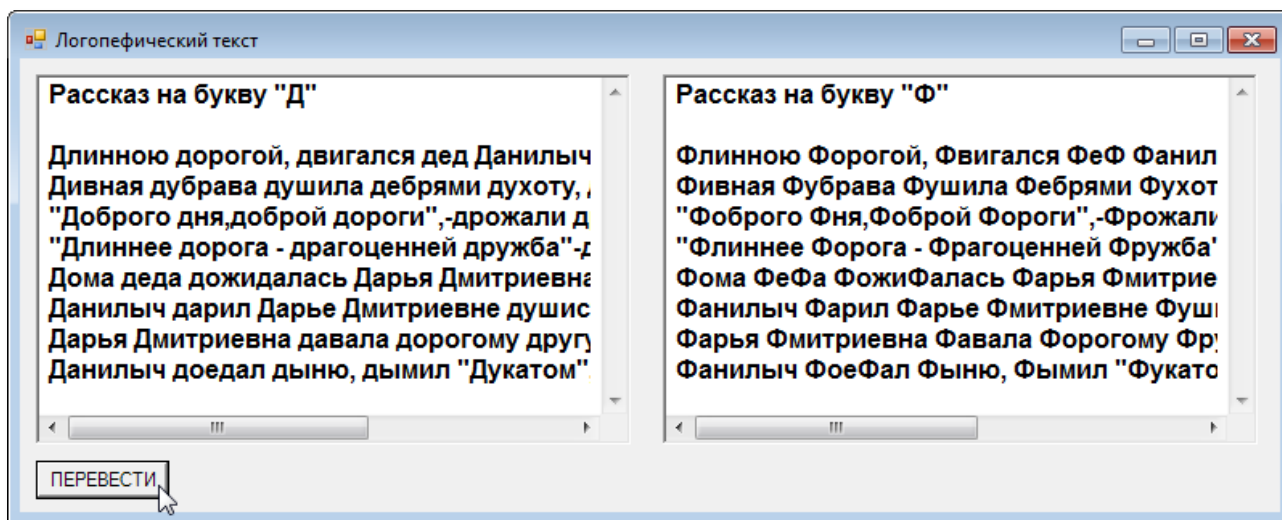 Логопефический текст
Рассказ на букву "Д"
Длинною дорогой, двигался дед Данилыч
Дивная дубрава душила дебрями духоту,
"Доброго дня,доброй дороги",-дрожали
"Длиннее дорога - драгоценней дружба"-
Дома деда дожидалась Дарья Дмитриевна
Данилыч дарил Дарье Дмитриевне душис
Дарья Дмитриевна давала дорогому другу
Данилыч доедал дыню, дымил "Дукатом"
Рассказ на букву "Ф"
Флинною Форогой, Фвигался ФеФ Фанил
Фивная Фубрава Фушила Фебрями Фухот
"Фоброго Фня,Фоброй Фороги",-Фрожали
"Флиннее Форога - Фрагоценней Фружба"
Фома ФеФа ФожиФалась Фарья Фмитрие
Фанилыч Фарил Фарье Фмитриевне Фуш
Фарья Фмитриевна Фавала Форогому Фру
Фанилыч ФоеФал Фыню, Фымил "Фукато
ПЕРЕВЕСТИ